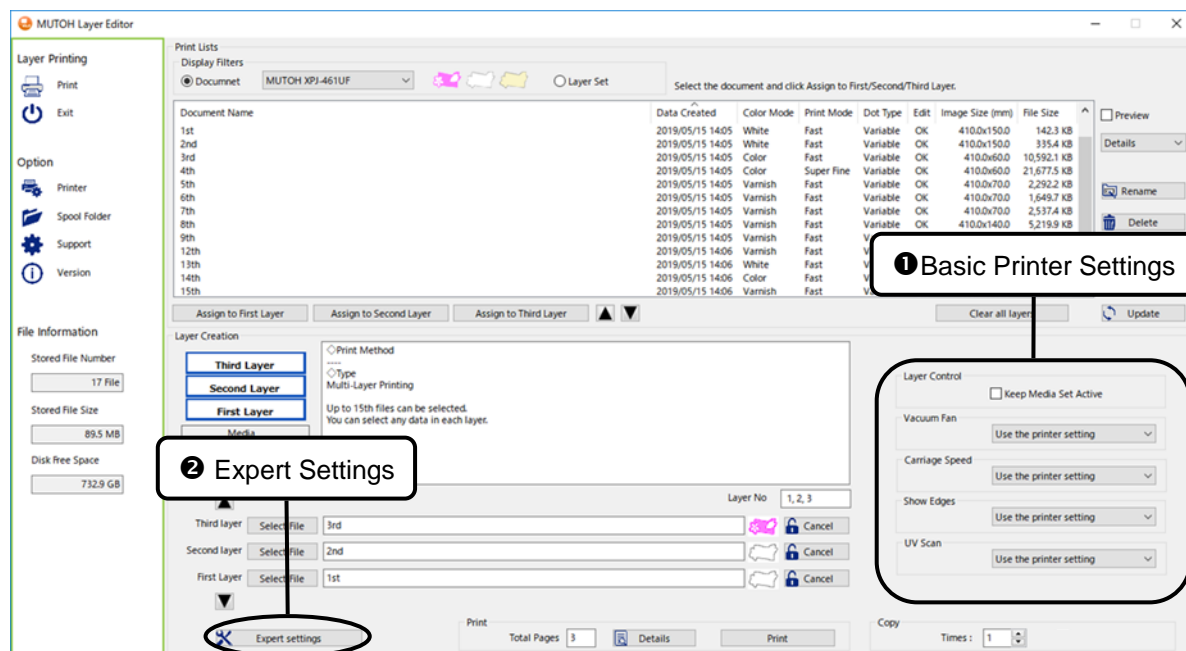 MUTOH Layer Editor
Layer Printing
Print
Exit
Option
Printer
Spool Folder
Support
Version
File Information
Stored File Number
17 File
Stored File Size
89.5 MB
Disk Free Space
732.9 GB
Print Lists
Display Filters
Documnet MUTOH XPJ-461UF Layer Set Select the document and click Assign to First/Second/Third Layer.
Document Name Data Created Color Mode Print Mode Dot Type Edit Image Size (mm) File Size
1st 2019/05/15 14:05 White Fast Variable OK 410.0x150.0 142.3 KB
2nd 2019/05/15 14:05 White Fast Variable OK 410.0x150.0 335.4 KB
3rd 2019/05/15 14:05 Color Fast Variable OK 410.0x60.0 10,592.1 KB
4th 2019/05/15 14:05 Color Super Fine Variable OK 410.0x60.0 21,677.5 KB
5th 2019/05/15 14:05 Varnish Fast Variable OK 410.0x70.0 2,292.2 KB
6th 2019/05/15 14:05 Varnish Fast Variable OK 410.0x70.0 1,649.7 KB
7th 2019/05/15 14:05 Varnish Fast Variable OK 410.0x70.0 2,537.4 KB
8th 2019/05/15 14:05 Varnish Fast Variable OK 410.0x140.0 5,219.9 KB
9th 2019/05/15 14:05 Varnish Fast
12th 2019/05/15 14:06 Varnish Fast
13th 2019/05/15 14:06 White Fast
14th 2019/05/15 14:06 Color Fast
15th 2019/05/15 14:06 Varnish Fast
Preview
Details
Rename
Delete
❶Basic Printer Settings
Assign to First Layer Assign to Second Layer Assign to Third Layer Clear all layers Update
Layer Creation
Third Layer
Second Layer
First Layer
Media
◇Print Method
----
◇Type
Multi-Layer Printing
Up to 15th files can be selected.
You can select any data in each layer.
❷ Expert Settings
Layer Control
Keep Media Set Active
Vacuum Fan
Use the printer setting
Carriage Speed
Use the printer setting
Show Edges
Use the printer setting
UV Scan
Use the printer setting
Layer No 1, 2, 3
Third layer Select File 3rd Cancel
Second layer Select File 2nd Cancel
First Layer Select File 1st Cancel
Expert settings
Print
Total Pages 3 Details Print
Copy
Times : 1